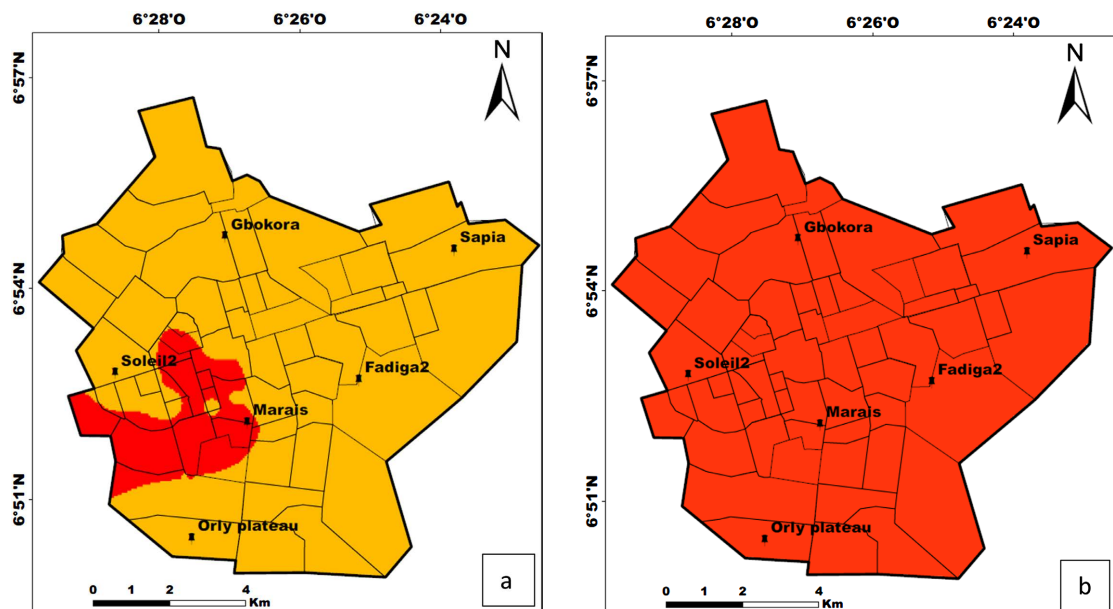 6°28'O 6°26'O 6°24'O
6°57'N
N
Gbokora
Sapia
6°54'N
Soleil2
Fadiga2
Marais
6°51'N
Orly plateau
0 1 2 4
Km
a
6°28'O 6°26'O 6°24'O
6°57'N
N
Gbokora
Sapia
6°54'N
Soleil2
Fadiga2
Marais
6°51'N
Orly plateau
0 1 2 4
Km
b